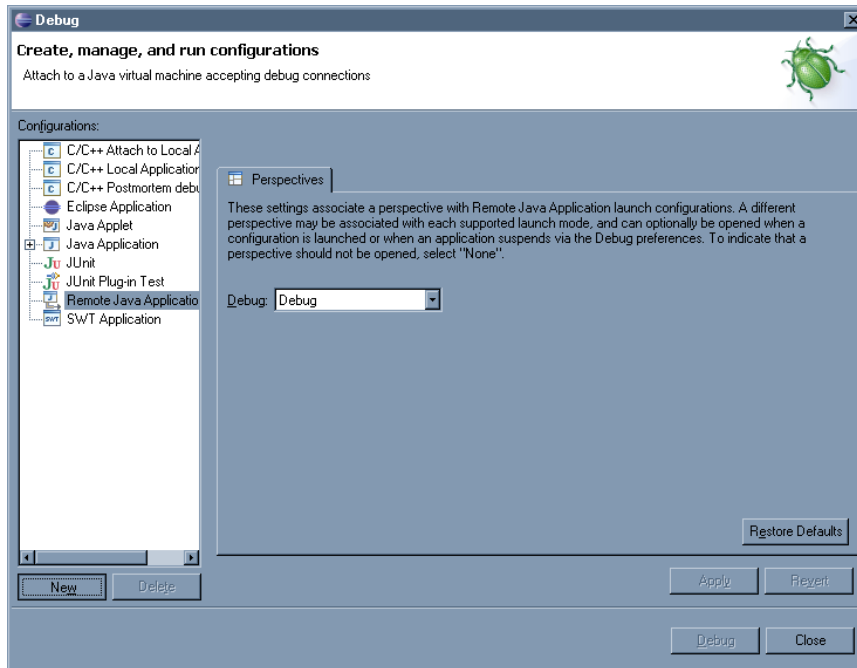 Debug
Create, manage, and run configurations
Attach to a Java virtual machine accepting debug connections
Configurations:
C/C++ Attach to Local A
C/C++ Local Application
C/C++ Postmortem debu
Eclipse Application
Java Applet
Java Application
JUnit
JUnit Plug-in Test
Remote Java Applicatio
SWT Application
Perspectives
These settings associate a perspective with Remote Java Application launch configurations. A different
perspective may be associated with each supported launch mode, and can optionally be opened when a
configuration is launched or when an application suspends via the Debug preferences. To indicate that a
perspective should not be opened, select "None".
Debug: Debug
Restore Defaults
New Delete
Apply Revert
Debug Close